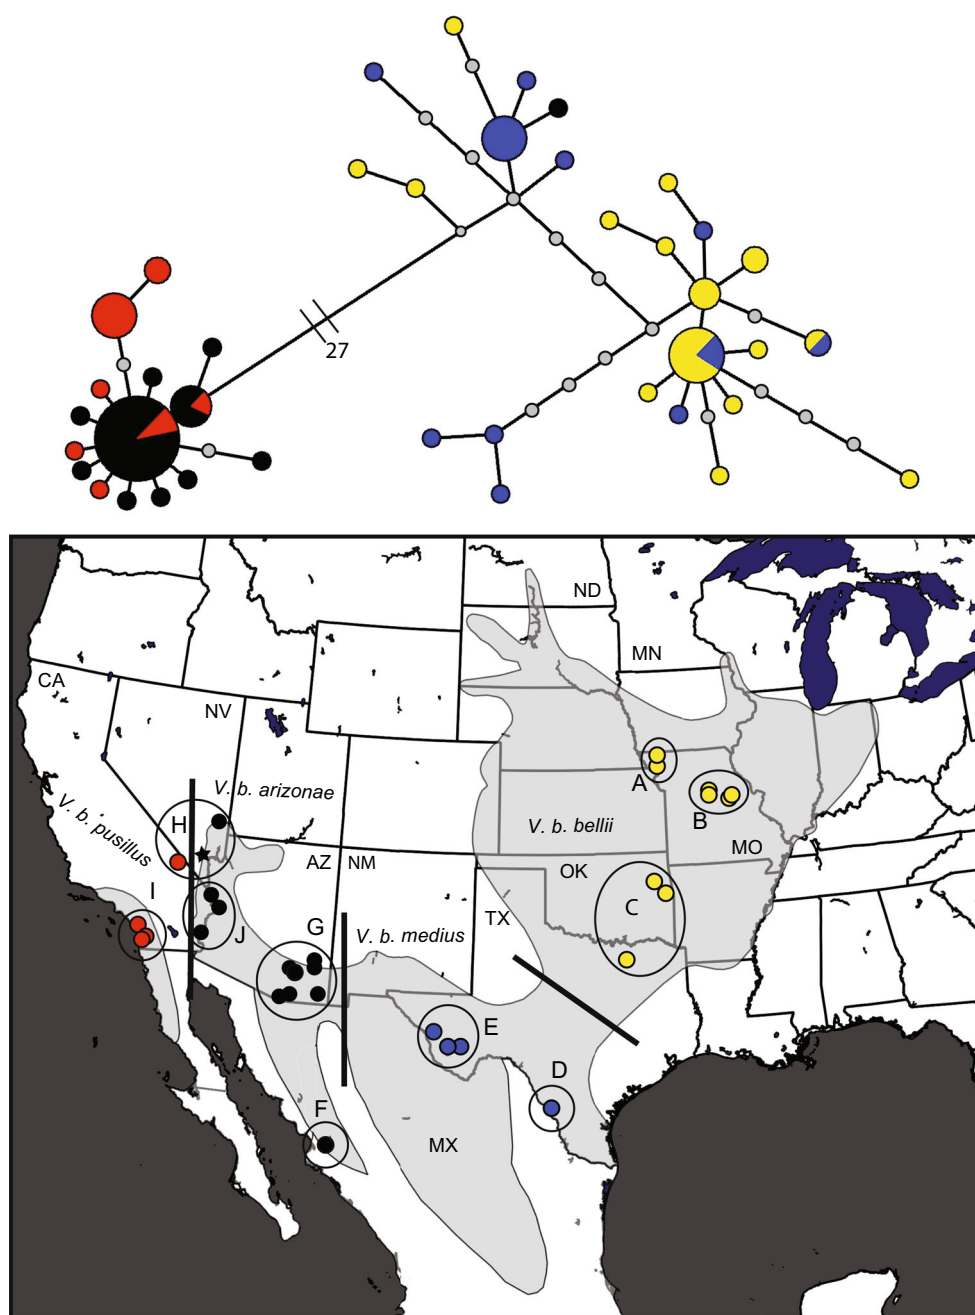 27
ND
MN
CA
NV
V. b. arizonae
A
H
V. b. pusillus
V. b. bellii
B
MO
AZ
NM
OK
I
TX
C
J
G
V. b. medius
E
D
F
MX